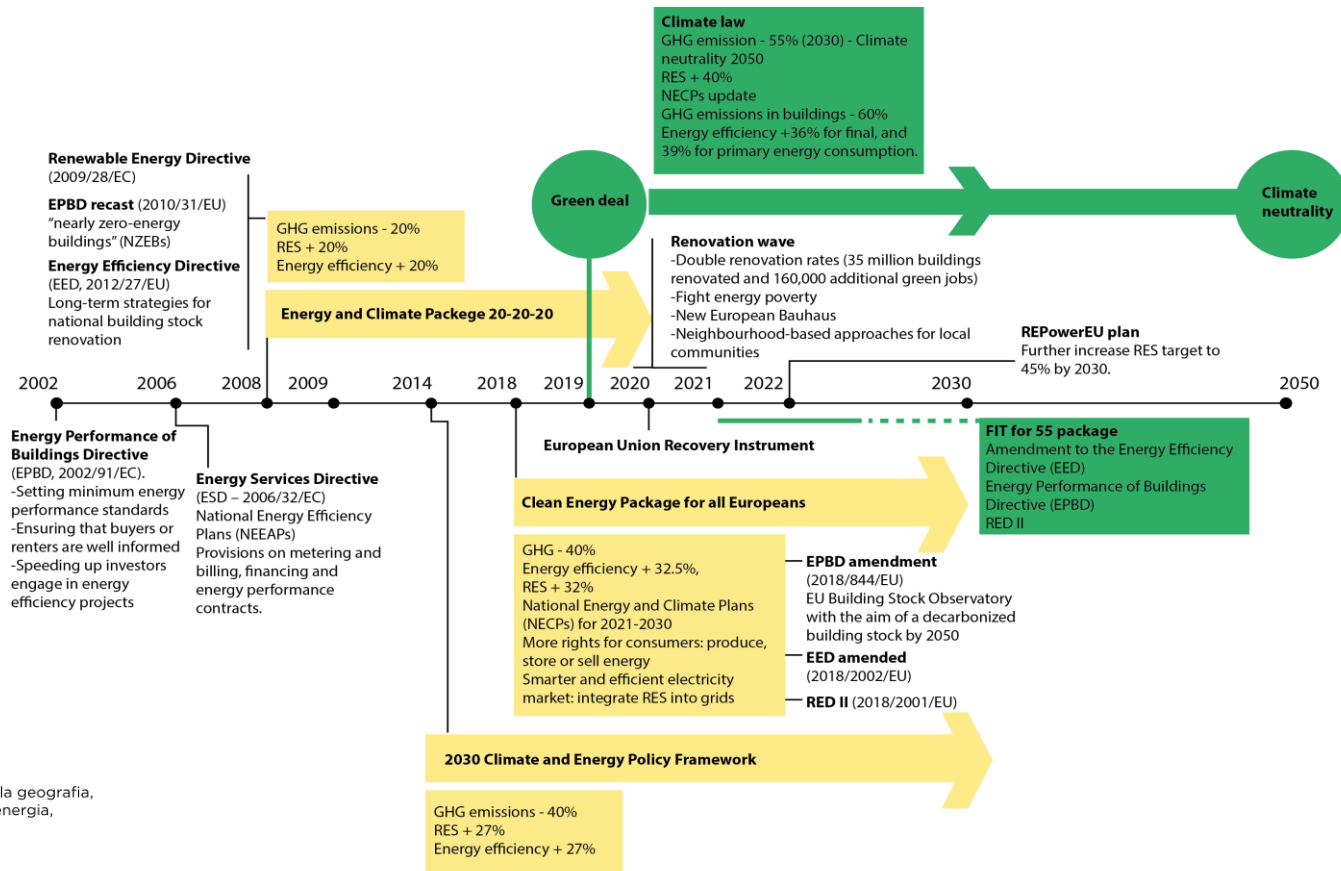 Climate law
GHG emission - 55% (2030) - Climate
neutrality 2050
RES + 40%
NECPs update
GHG emissions in buildings - 60%
Energy efficiency +36% for final, and
39% for primary energy consumption.
Renewable Energy Directive
(2009/28/EC)
EPBD recast (2010/31/EU)
“nearly zero-energy
buildings” (NZEBs)
Energy Efficiency Directive
(EED, 2012/27/EU)
Long-term strategies for
national building stock
renovation
GHG emissions - 20%
RES + 20%
Energy efficiency + 20%
Energy and Climate Packege 20-20-20
Green deal
Climate
neutrality
Renovation wave
-Double renovation rates (35 million buildings
renovated and 160,000 additional green jobs)
-Fight energy poverty
-New European Bauhaus
-Neighbourhood-based approaches for local
communities
REPowerEU plan
Further increase RES target to
45% by 2030.
2002 2006 2008 2009 2014 2018 2019 2020 2021 2022 2030 2050
Energy Performance of
Buildings Directive
(EPBD, 2002/91/EC).
-Setting minimum energy
performance standards
-Ensuring that buyers or
renters are well informed
-Speeding up investors
engage in energy
efficiency projects
Energy Services Directive
(ESD – 2006/32/EC)
National Energy Efficiency
Plans (NEEAPs)
Provisions on metering and
billing, financing and
energy performance
contracts.
European Union Recovery Instrument
Clean Energy Package for all Europeans
GHG - 40%
Energy efficiency + 32.5%,
RES + 32%
National Energy and Climate Plans
(NECPs) for 2021-2030
More rights for consumers: produce,
store or sell energy
Smarter and efficient electricity
market: integrate RES into grids
EPBD amendment
(2018/844/EU)
EU Building Stock Observatory
with the aim of a decarbonized
building stock by 2050
EED amended
(2018/2002/EU)
RED II (2018/2001/EU)
FIT for 55 package
Amendment to the Energy Efficiency
Directive (EED)
Energy Performance of Buildings
Directive (EPBD)
RED II
2030 Climate and Energy Policy Framework
GHG emissions - 40%
RES + 27%
Energy efficiency + 27%
la geografia,
energia,